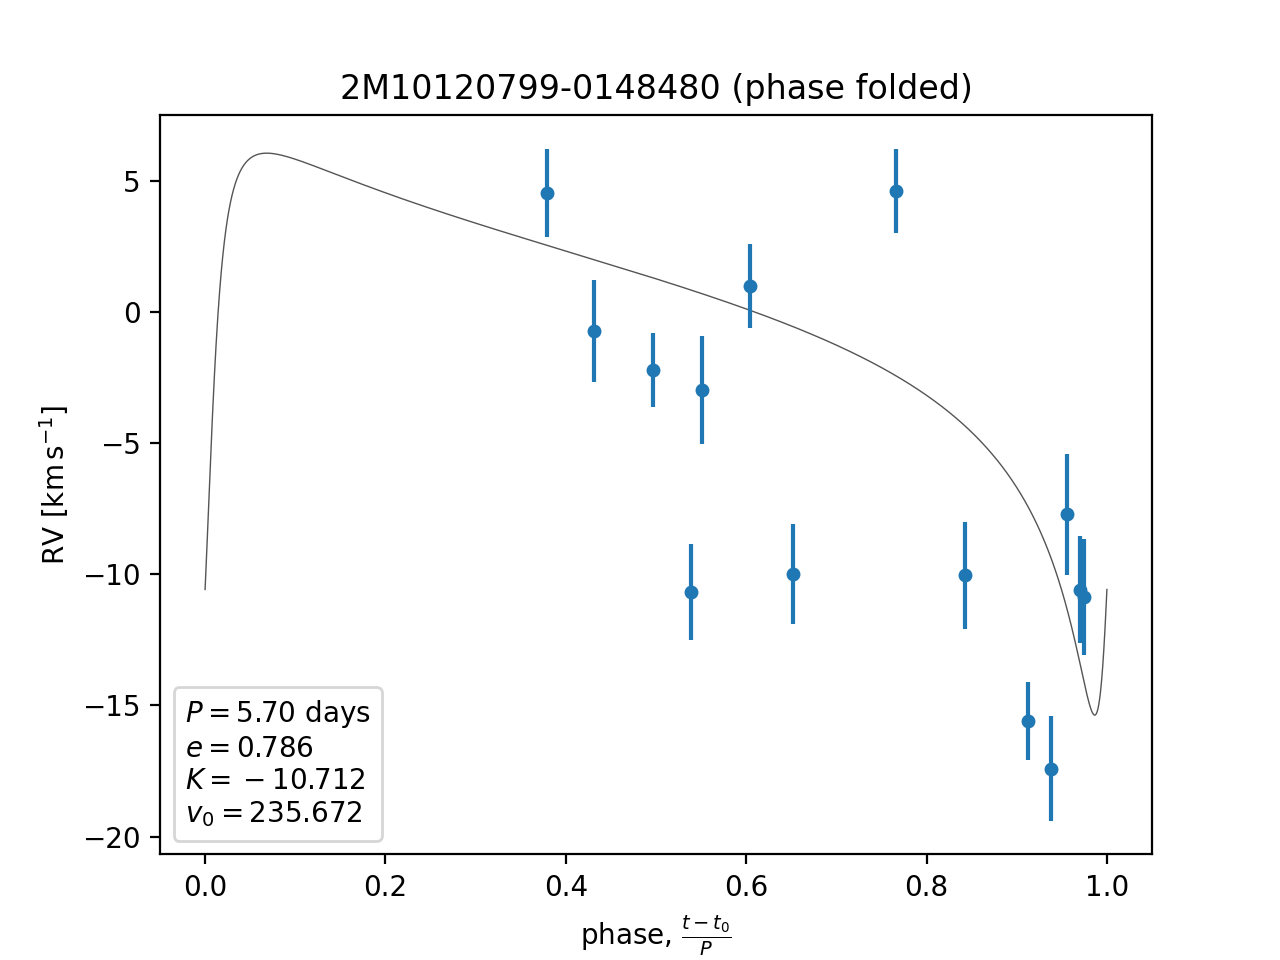 2M10120799-0148480 (phase folded)
RV [km s⁻¹]
5
0
−5
−10
−15
−20
P = 5.70 days
e = 0.786
K = −10.712
v₀ = 235.672
0.0 0.2 0.4 0.6 0.8 1.0
phase, (t − t₀)/P